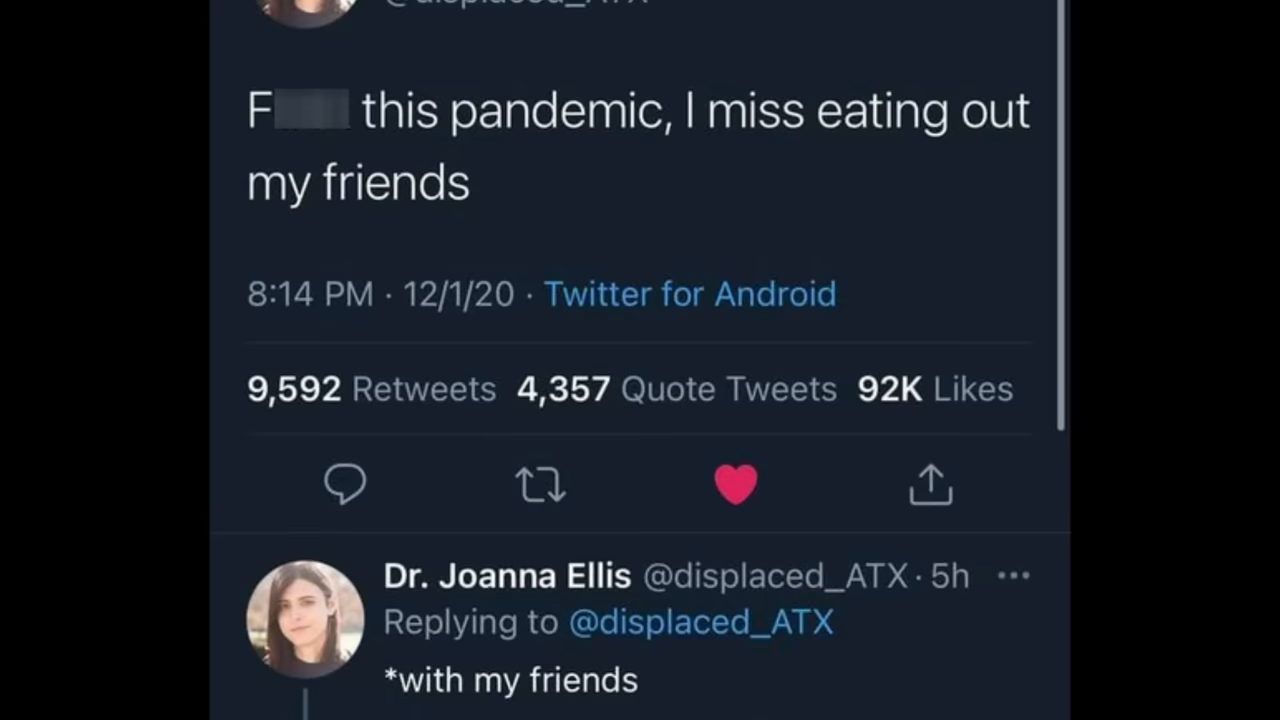 F this pandemic, I miss eating out
my friends
8:14 PM · 12/1/20 · Twitter for Android
9,592 Retweets 4,357 Quote Tweets 92K Likes
Dr. Joanna Ellis @displaced_ATX · 5h
Replying to @displaced_ATX
*with my friends